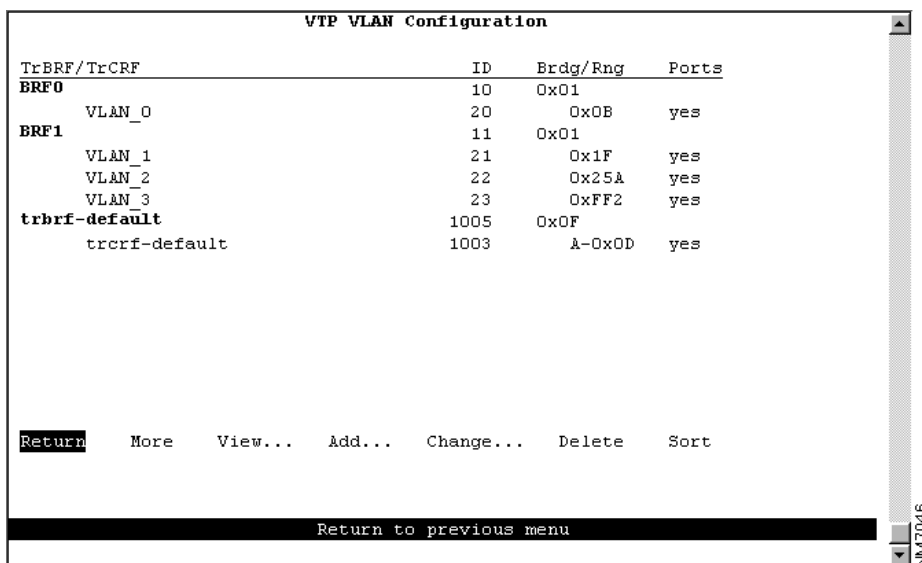 VTP VLAN Configuration
TrBRF/TrCRF ID Brdg/Rng Ports
BRF0 10 0x01
VLAN_0 20 0x0B yes
BRF1 11 0x01
VLAN_1 21 0x1F yes
VLAN_2 22 0x25A yes
VLAN_3 23 0xFF2 yes
trbrf-default 1005 0x0F
trcrf-default 1003 A-0x0D yes
Return More View... Add... Change... Delete Sort
Return to previous menu
NM7046